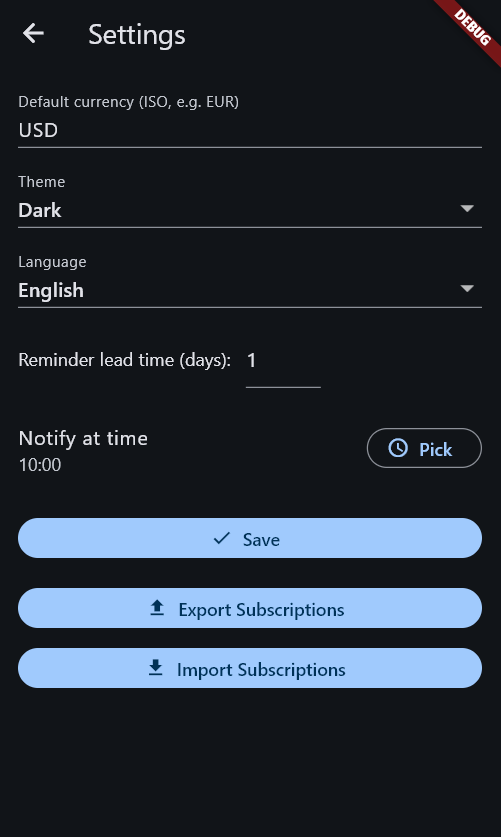 Settings
DEBUG
Default currency (ISO, e.g. EUR)
USD
Theme
Dark
Language
English
Reminder lead time (days): 1
Notify at time
10:00
Pick
Save
Export Subscriptions
Import Subscriptions